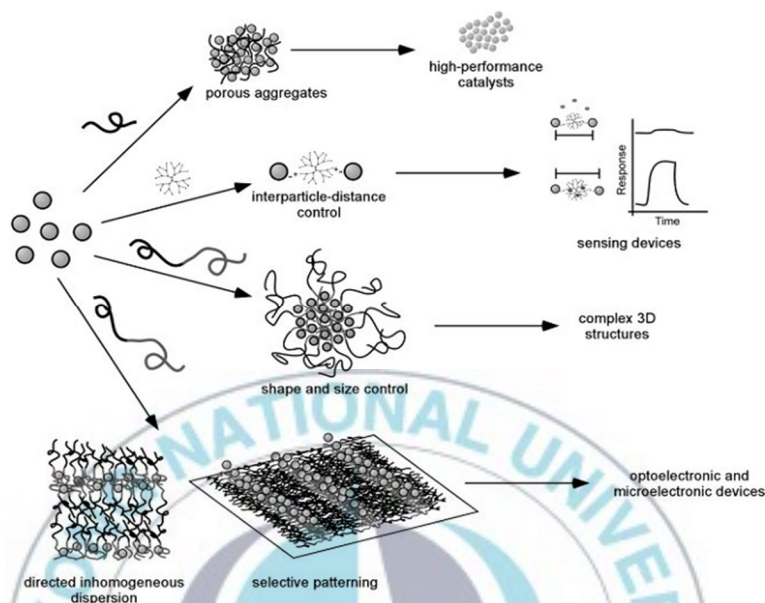 porous aggregates
high-performance
catalysts
interparticle-distance
control
Response
Time
sensing devices
shape and size control
complex 3D
structures
NATIONAL UNIVER
optoelectronic and
microelectronic devices
directed inhomogeneous
dispersion
selective patterning